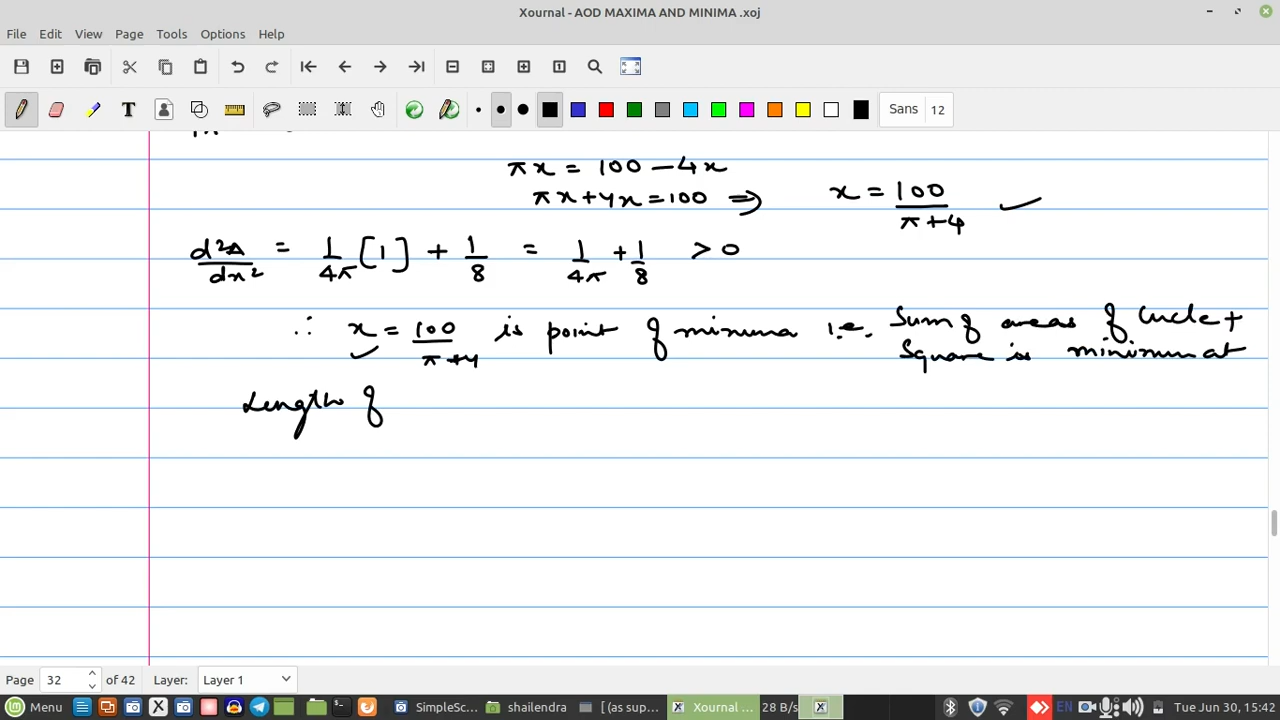 Xournal - AOD MAXIMA AND MINIMA .xoj
File Edit View Page Tools Options Help
Sans 12
πx = 100 - 4x
πx + 4x = 100 ⇒ x = 100/(π+4) ✓
d²A/dx² = 1/4π [1] + 1/8 = 1/4π + 1/8 > 0
∴ x = 100/(π+4) is point of minima i.e. Sum of areas of circle +
Square is minimum at
Length of
Page 32 of 42 Layer: Layer 1
Menu SimpleSc... shailendra [ (as sup... Xournal ... 28 B/s EN Tue Jun 30, 15:42